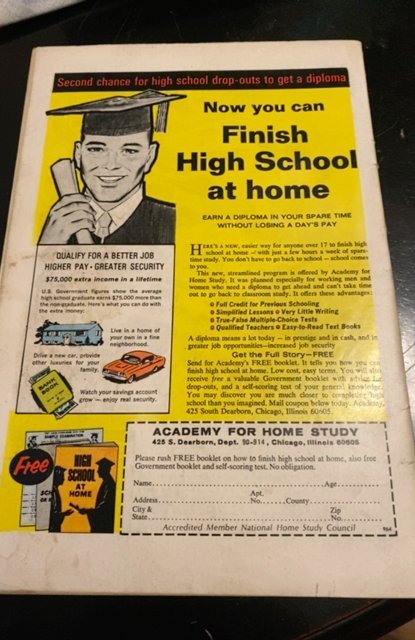 Second chance for high school drop-outs to get a diploma
Now you can
Finish
High School
at home
EARN A DIPLOMA IN YOUR SPARE TIME
WITHOUT LOSING A DAY'S PAY
HERE'S A NEW, easier way for anyone over 17 to finish high
school at home — with just a few hours a week of spare-
time study. You don't have to go back to school — school comes
to you.
This new, streamlined program is offered by Academy for
Home Study. It was planned especially for working men and
women who need a diploma to get ahead and can't take time
out to go back to classroom study. It offers these advantages:
Full Credit for Previous Schooling
Simplified Lessons Very Little Writing
True-False Multiple-Choice Tests
Qualified Teachers Easy-to-Read Text Books
A diploma means a lot today — in prestige and in cash, and in
greater job opportunities—increased job security
Get the Full Story—FREE
Send for Academy's FREE booklet. It tells you how you can
finish high school at home. Low cost, easy terms. You will also
receive free a valuable Government booklet with advice for
drop-outs, and a self-scoring test of your general knowledge.
You may discover you are much closer to completing high
school than you imagined. Mail coupon below today. Academy,
425 South Dearborn, Chicago, Illinois 60605.
QUALIFY FOR A BETTER JOB
HIGHER PAY • GREATER SECURITY
$75,000 extra income in a lifetime
U.S. Government figures show the average
high school graduate earns $75,000 more than
the non-graduate. Here's what you can do with
the extra money:
Live in a home of
your own in a fine
neighborhood.
Drive a new car, provide
other luxuries for your
family.
BANK
BOOK
Watch your savings account
grow — enjoy real security.
Free
SAMPLE EXAMINATION
HIGH
SCHOOL
AT
HOME
ACADEMY FOR HOME STUDY
425 S. Dearborn, Dept. 90-914, Chicago, Illinois 60605
Please rush FREE booklet on how to finish high school at home, also free
Government booklet and self-scoring test. No obligation.
Name Age
Apt.
Address No. County
City & Zip
State No.
Accredited Member National Home Study Council 964